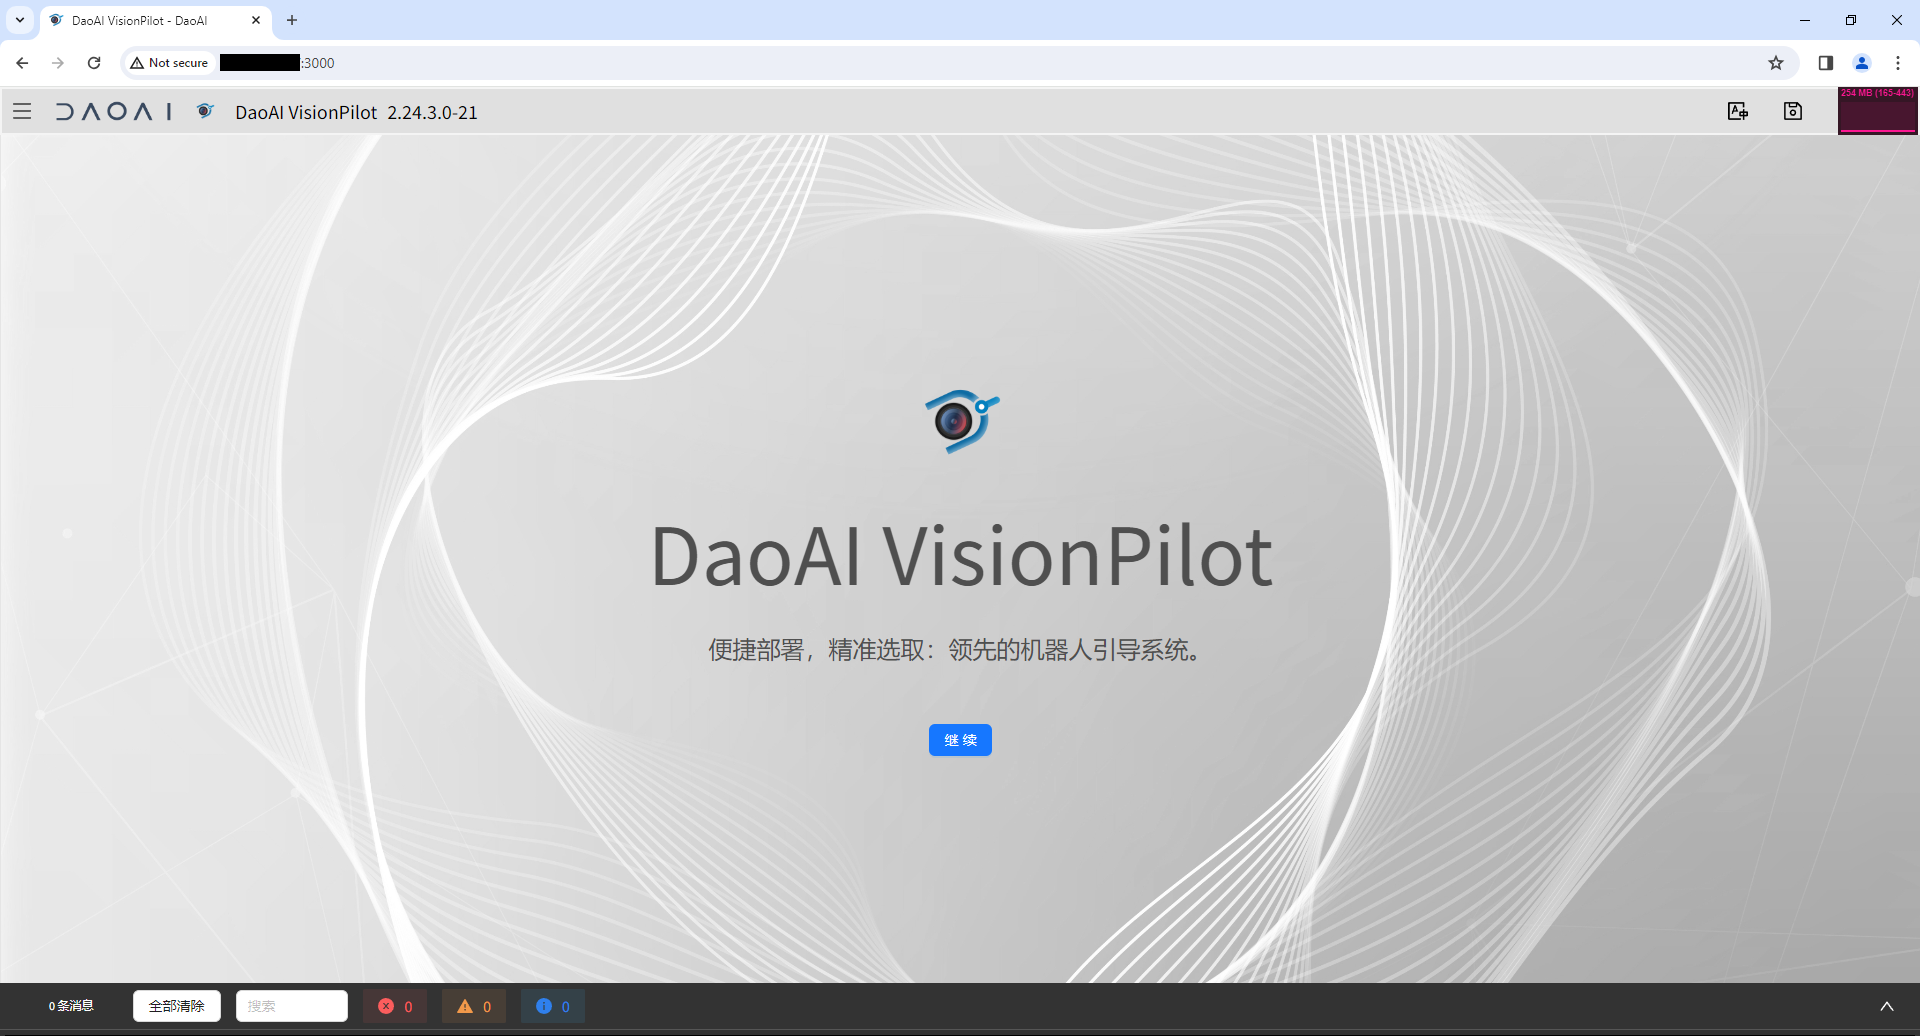 DaoAI VisionPilot - DaoAI
Not secure
:3000
DAOAI
DaoAI VisionPilot 2.24.3.0-21
254 MB (165-443)
DaoAI VisionPilot
便捷部署，精准选取：领先的机器人引导系统。
继 续
0 条消息
全部清除
搜索
0
0
0